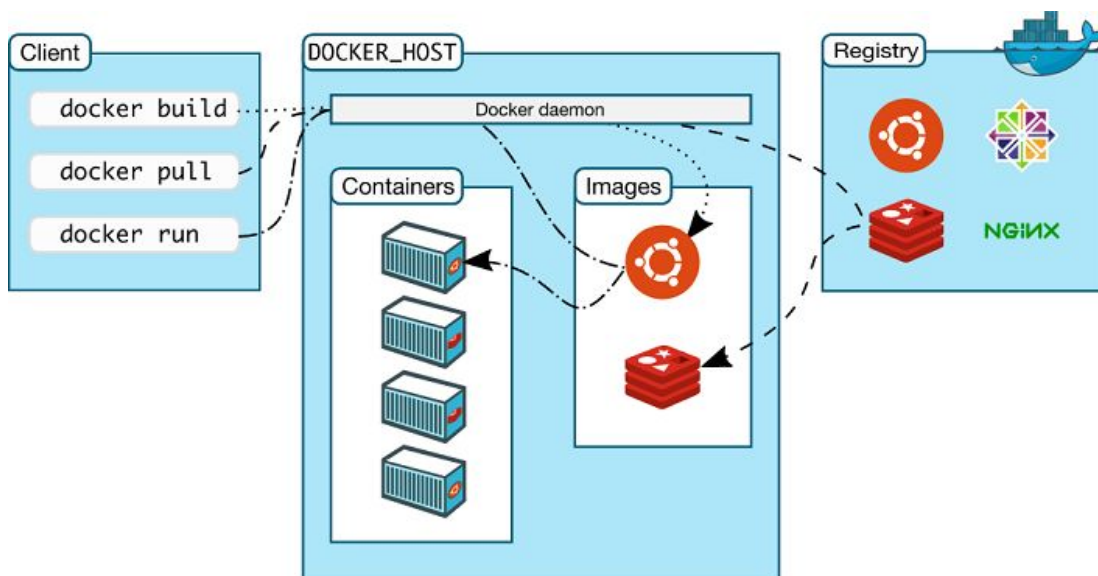 Client
docker build
docker pull
docker run
DOCKER_HOST
Docker daemon
Containers
Images
Registry
NGiNX